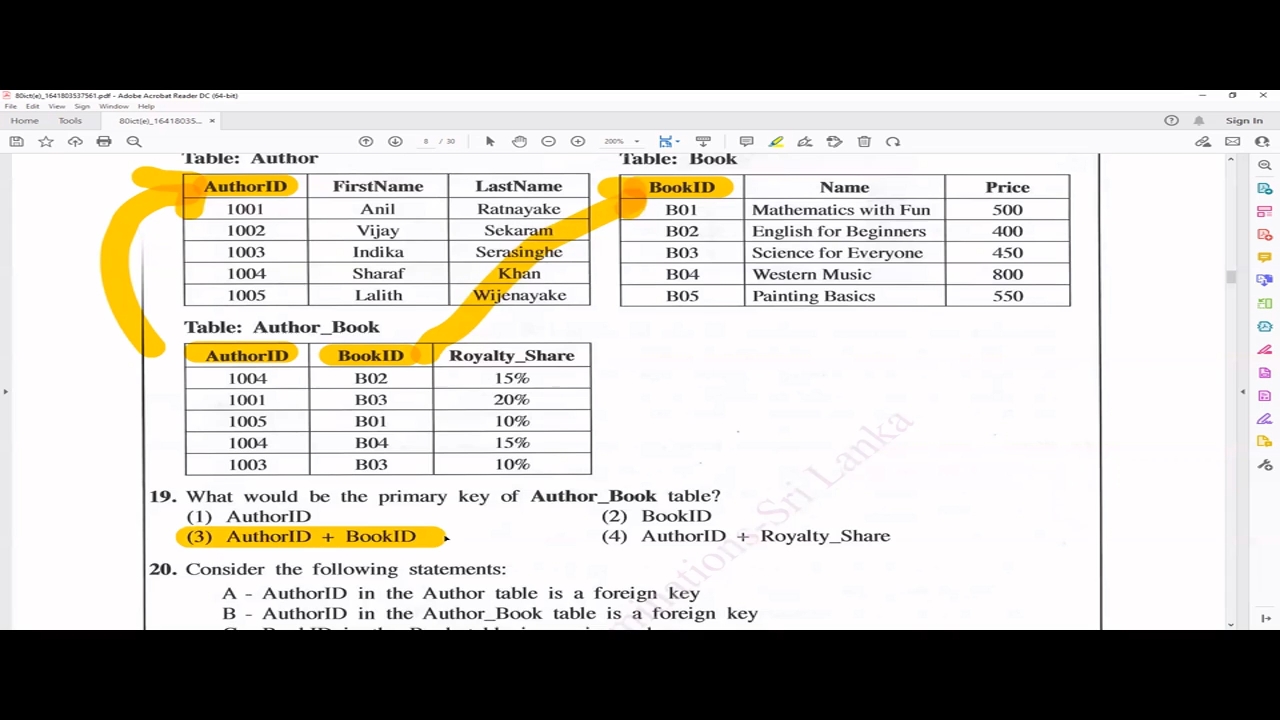 80ict(e)_1641803537561.pdf - Adobe Acrobat Reader DC (64-bit)
File Edit View Sign Window Help
Home Tools 80ict(e)_16418035... × Sign In
8 / 30 200%
Table: Author
AuthorID FirstName LastName
1001 Anil Ratnayake
1002 Vijay Sekaram
1003 Indika Serasinghe
1004 Sharaf Khan
1005 Lalith Wijenayake
Table: Book
BookID Name Price
B01 Mathematics with Fun 500
B02 English for Beginners 400
B03 Science for Everyone 450
B04 Western Music 800
B05 Painting Basics 550
Table: Author_Book
AuthorID BookID Royalty_Share
1004 B02 15%
1001 B03 20%
1005 B01 10%
1004 B04 15%
1003 B03 10%
19. What would be the primary key of Author_Book table?
(1) AuthorID (2) BookID
(3) AuthorID + BookID (4) AuthorID + Royalty_Share
20. Consider the following statements:
A - AuthorID in the Author table is a foreign key
B - AuthorID in the Author_Book table is a foreign key
Sri Lanka